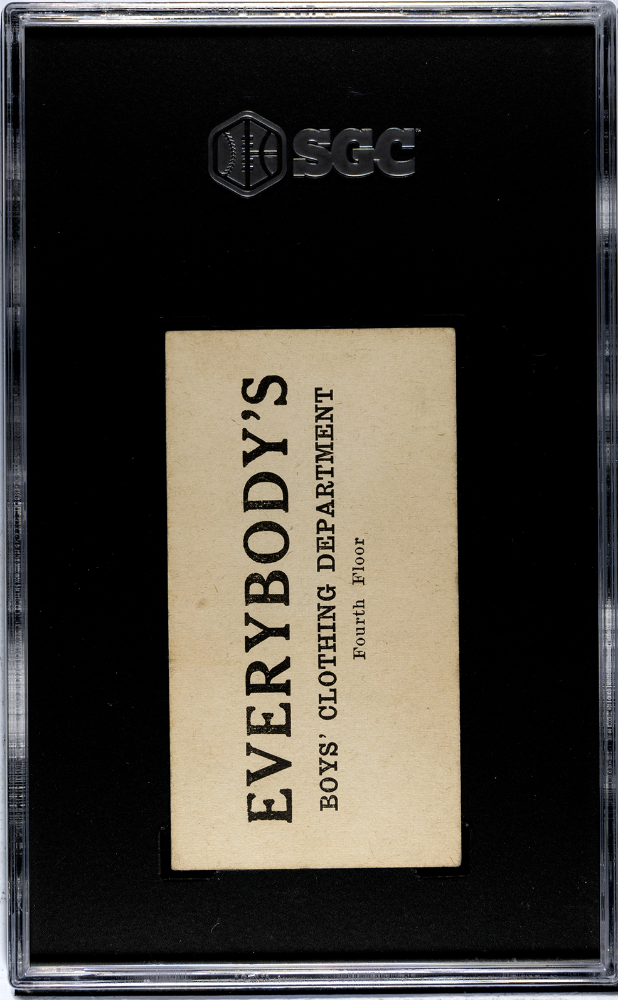 SGC
EVERYBODY'S
BOYS' CLOTHING DEPARTMENT
Fourth Floor